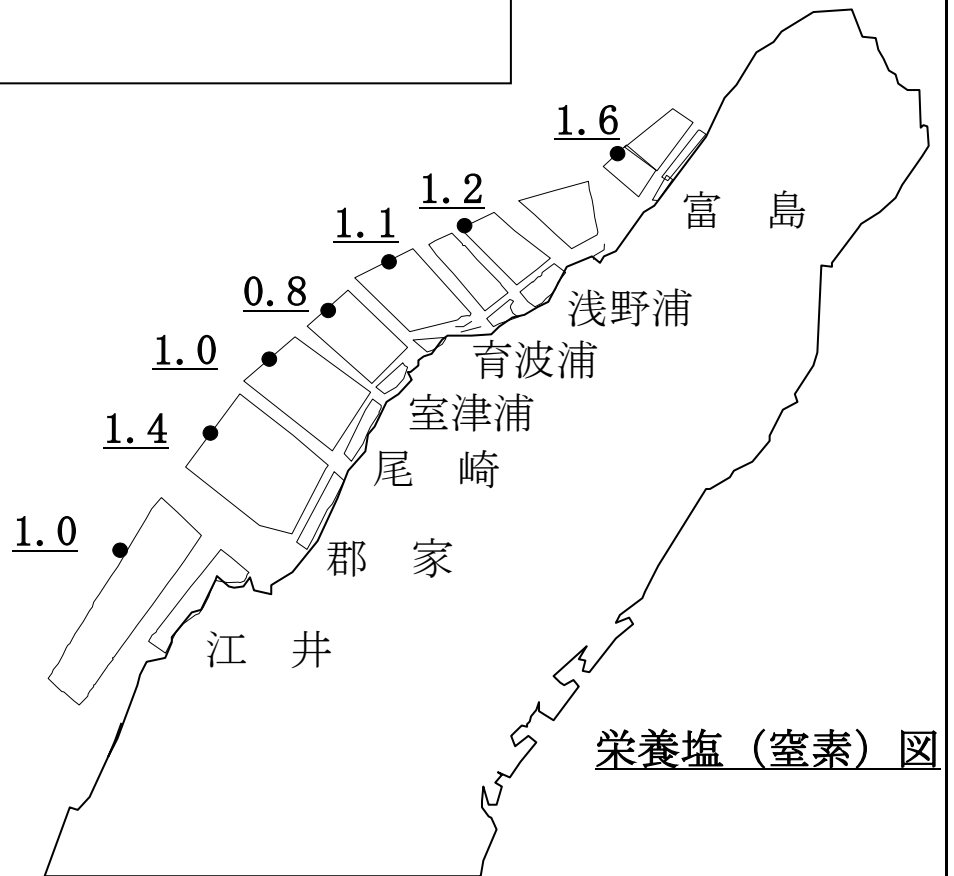 1.6
1.2
富　島
1.1
0.8
浅野浦
1.0
育波浦
室津浦
1.4
尾　崎
1.0
郡　家
江　井
栄養塩（窒素）図